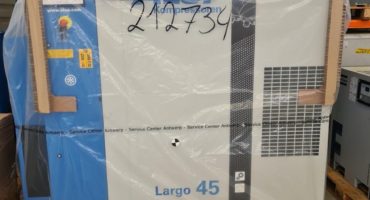 212734
Kompressoren
Service Center Antwerp - Service Center Antwerp - Service Center Antwerp - Service Center Antwerp
Largo 45